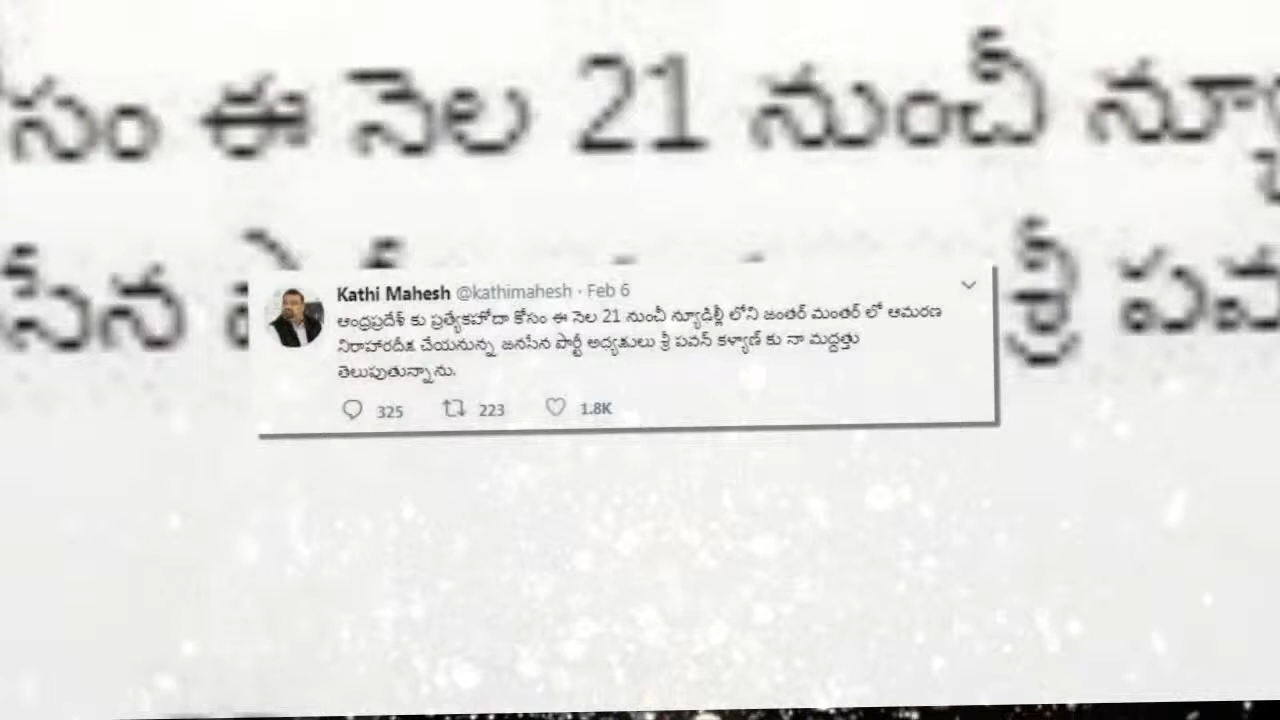 సం ఈ నెల 21 నుంచీ
సీన
శ్రీ పవ
Kathi Mahesh @kathimahesh · Feb 6
ఆంధ్రప్రదేశ్ కు ప్రత్యేకహోదా కోసం ఈ నెల 21 నుంచీ న్యూడిల్లీ లోని జంతర్ మంతర్ లో ఆమరణ
నిరాహారదీక్ష చేయనున్న జనసేన పార్టీ అధ్యక్షులు శ్రీ పవన్ కళ్యాణ్ కు నా మద్దత్తు
తెలుపుతున్నాను.
325 223 1.8K